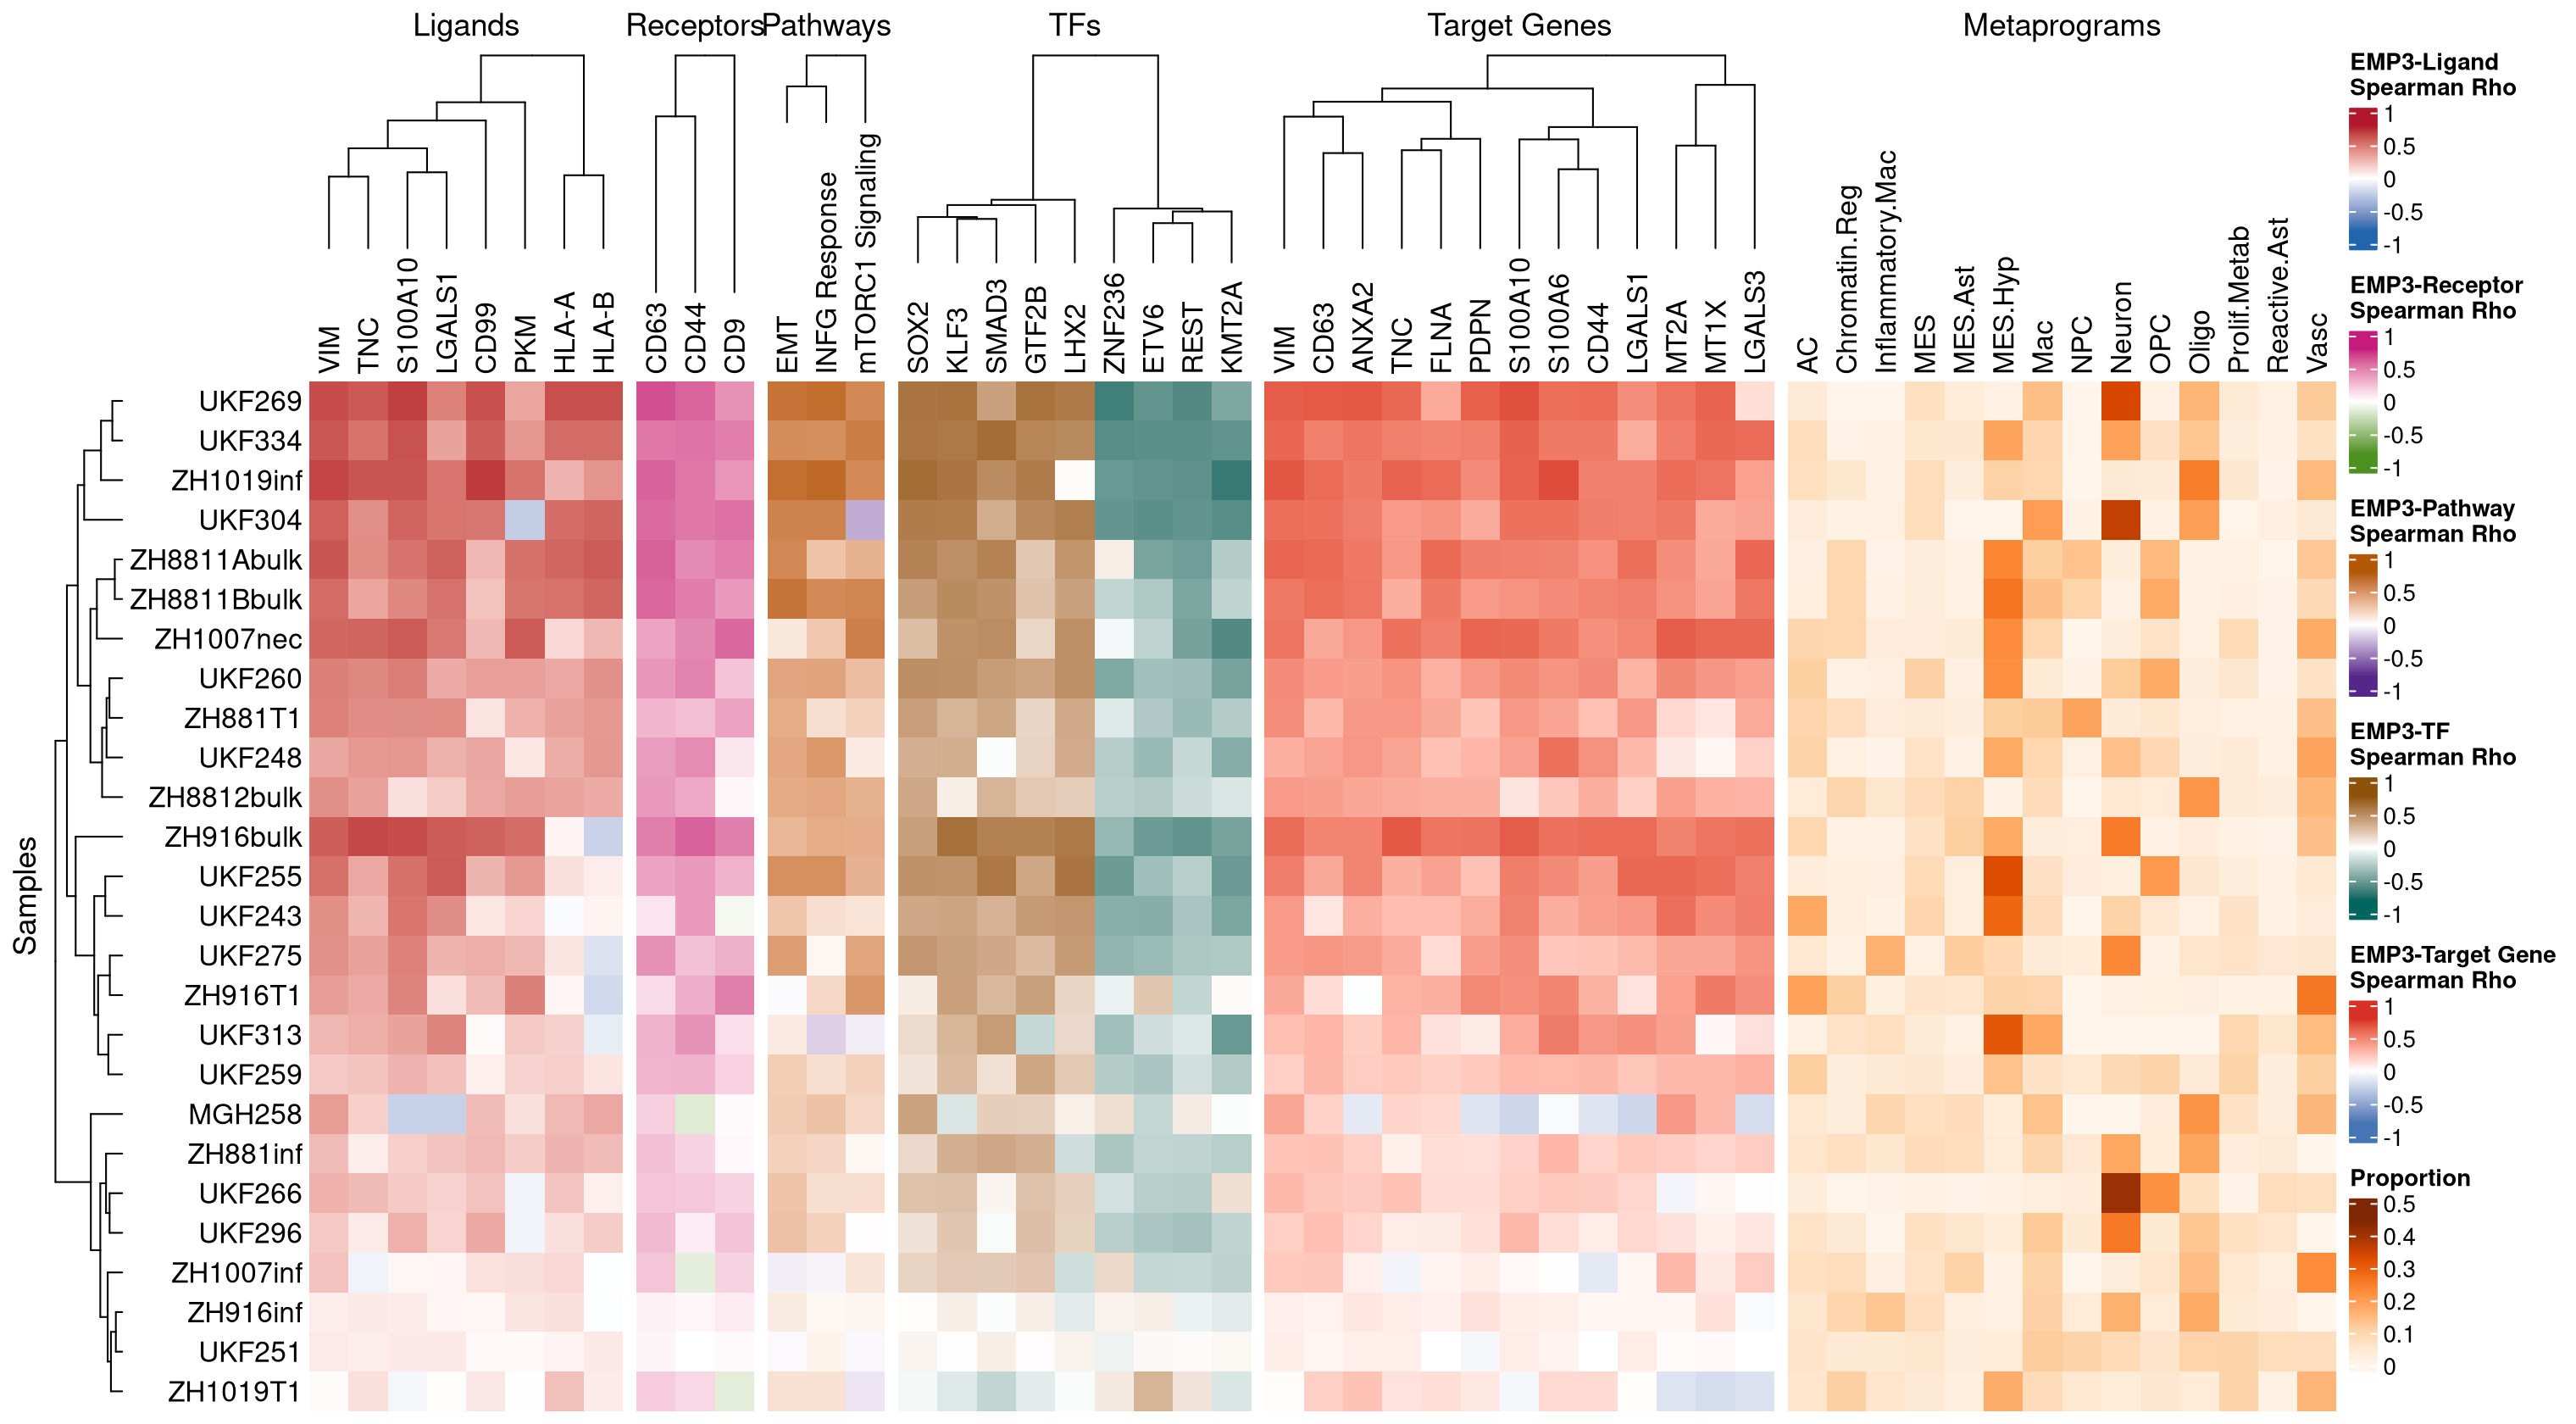 Ligands
Receptors
Pathways
TFs
Target Genes
Metaprograms
VIM
TNC
S100A10
LGALS1
CD99
PKM
HLA-A
HLA-B
CD63
CD44
CD9
EMT
INFG Response
mTORC1 Signaling
SOX2
KLF3
SMAD3
GTF2B
LHX2
ZNF236
ETV6
REST
KMT2A
VIM
CD63
ANXA2
TNC
FLNA
PDPN
S100A10
S100A6
CD44
LGALS1
MT2A
MT1X
LGALS3
AC
Chromatin.Reg
Inflammatory.Mac
MES
MES.Ast
MES.Hyp
Mac
NPC
Neuron
OPC
Oligo
Prolif.Metab
Reactive.Ast
Vasc
Samples
UKF269
UKF334
ZH1019inf
UKF304
ZH8811Abulk
ZH8811Bbulk
ZH1007nec
UKF260
ZH881T1
UKF248
ZH8812bulk
ZH916bulk
UKF255
UKF243
UKF275
ZH916T1
UKF313
UKF259
MGH258
ZH881inf
UKF266
UKF296
ZH1007inf
ZH916inf
UKF251
ZH1019T1
EMP3-Ligand
Spearman Rho
1
0.5
0
-0.5
-1
EMP3-Receptor
Spearman Rho
1
0.5
0
-0.5
-1
EMP3-Pathway
Spearman Rho
1
0.5
0
-0.5
-1
EMP3-TF
Spearman Rho
1
0.5
0
-0.5
-1
EMP3-Target Gene
Spearman Rho
1
0.5
0
-0.5
-1
Proportion
0.5
0.4
0.3
0.2
0.1
0